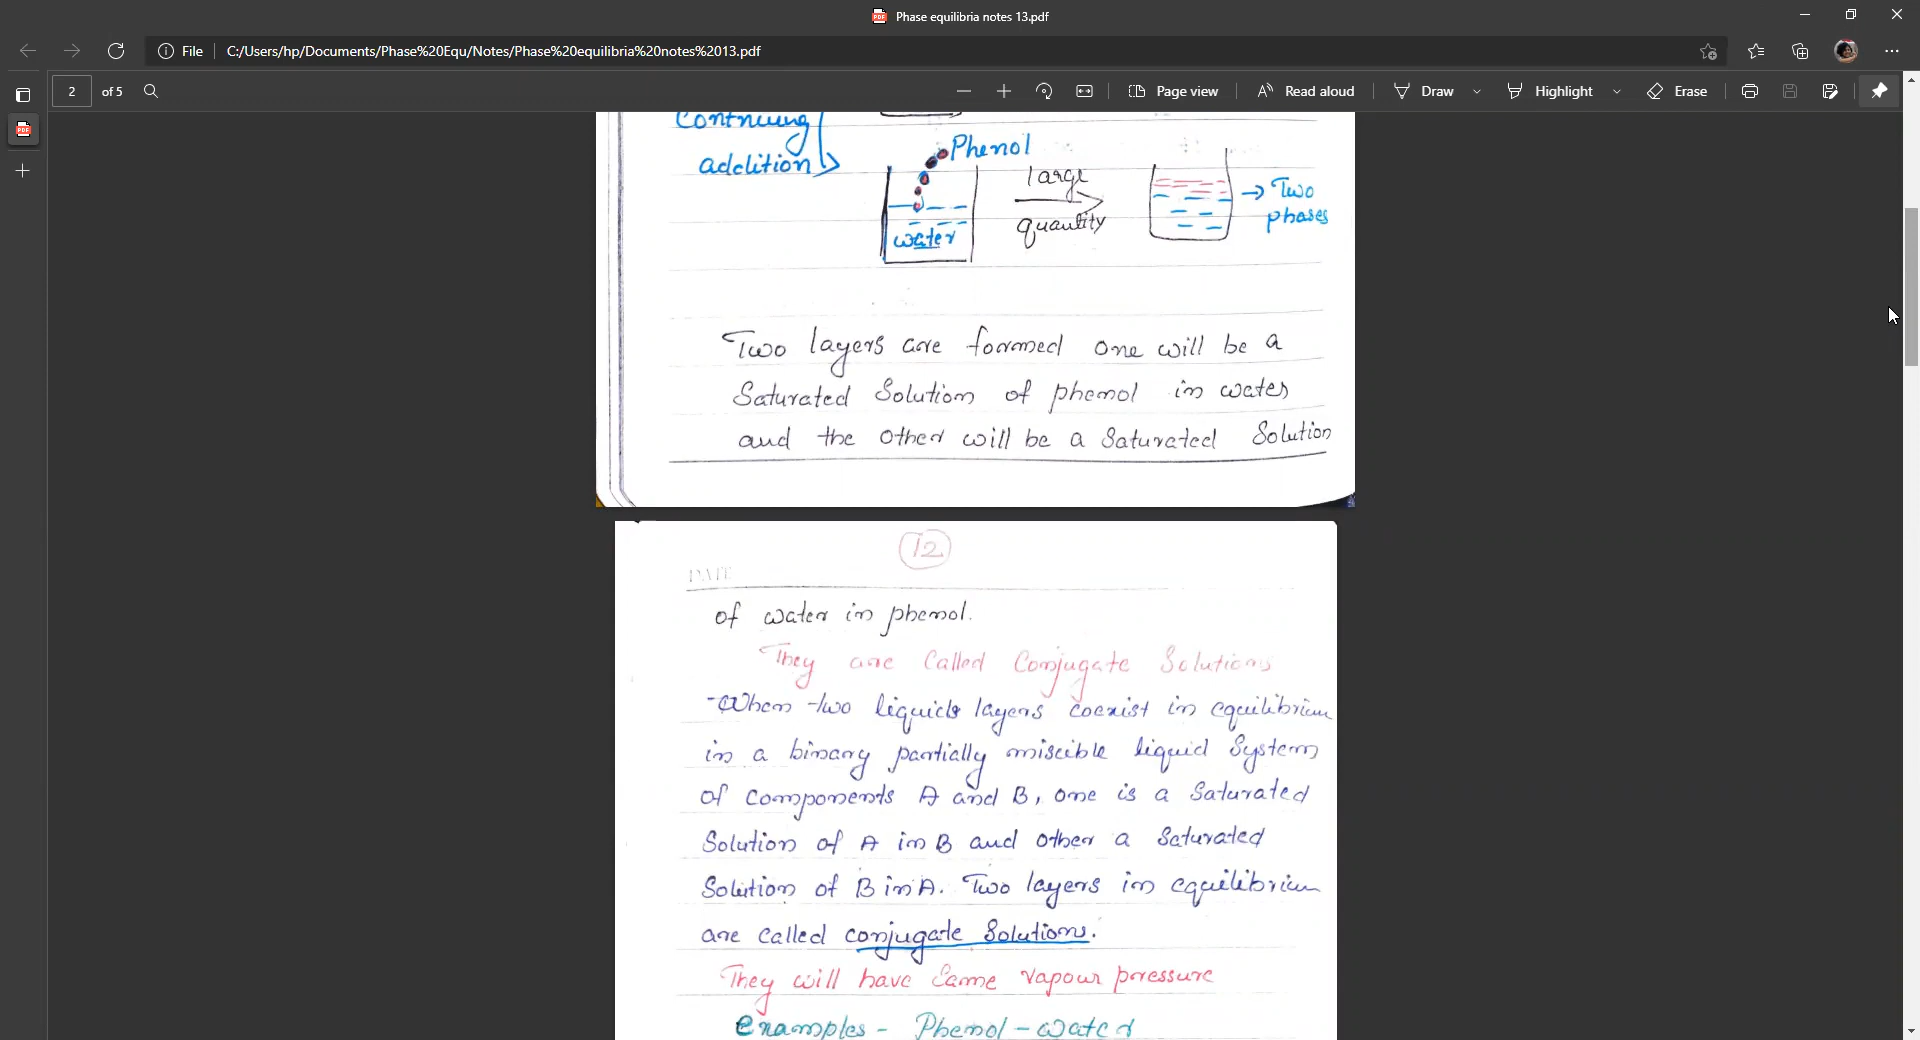 Phase equilibria notes 13.pdf
File C:/Users/hp/Documents/Phase%20Equ/Notes/Phase%20equilibria%20notes%2013.pdf
2 of 5 Page view Read aloud Draw Highlight Erase
Continuing
addition
Phenol
water
large
quantity
Two
phases
Two layers are formed one will be a
Saturated Solution of phenol in water
and the other will be a Saturated Solution
12
DATE
of water in phenol.
They are Called Conjugate Solutions
When two liquids layers coexist in equilibrium
in a binary partially miscible liquid System
of components A and B, one is a Saturated
Solution of A in B and other a Saturated
Solution of B in A. Two layers in equilibrium
are called conjugate Solutions.
They will have Same vapour pressure
Examples - Phenol - water